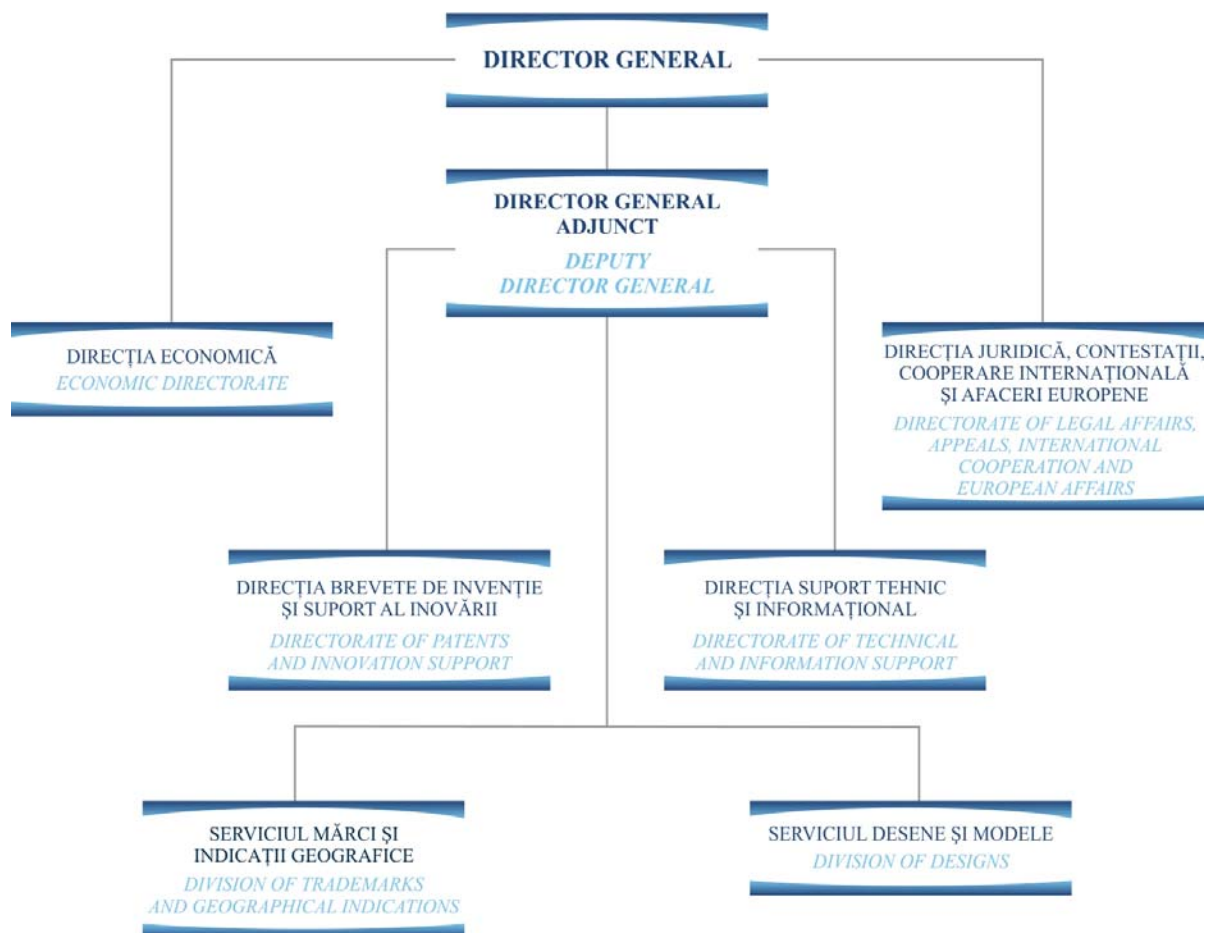 DIRECTOR GENERAL
DIRECTOR GENERAL
ADJUNCT
DEPUTY
DIRECTOR GENERAL
DIRECȚIA ECONOMICĂ
ECONOMIC DIRECTORATE
DIRECȚIA JURIDICĂ, CONTESTAȚII,
COOPERARE INTERNAȚIONALĂ
ȘI AFACERI EUROPENE
DIRECTORATE OF LEGAL AFFAIRS,
APPEALS, INTERNATIONAL
COOPERATION AND
EUROPEAN AFFAIRS
DIRECȚIA BREVETE DE INVENȚIE
ȘI SUPORT AL INOVĂRII
DIRECTORATE OF PATENTS
AND INNOVATION SUPPORT
DIRECȚIA SUPORT TEHNIC
ȘI INFORMAȚIONAL
DIRECTORATE OF TECHNICAL
AND INFORMATION SUPPORT
SERVICIUL MĂRCI ȘI
INDICAȚII GEOGRAFICE
DIVISION OF TRADEMARKS
AND GEOGRAPHICAL INDICATIONS
SERVICIUL DESENE ȘI MODELE
DIVISION OF DESIGNS